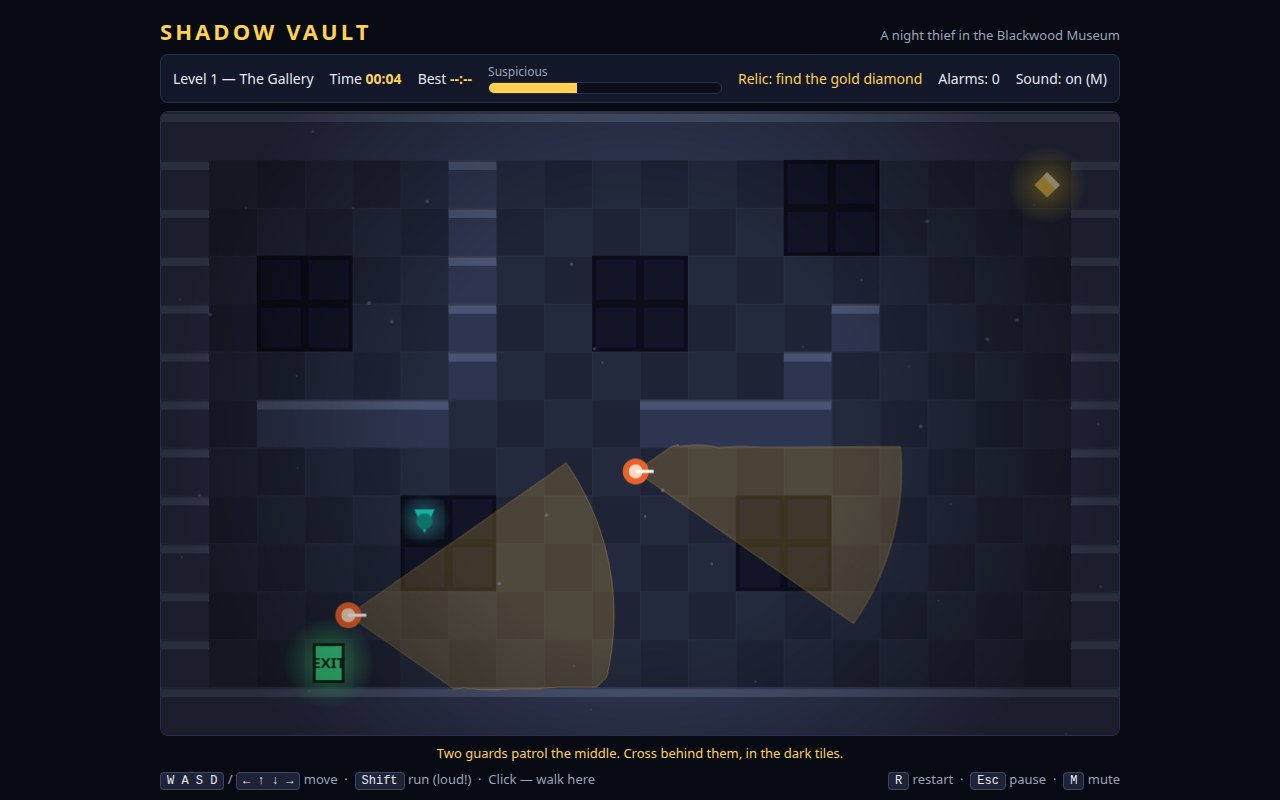 SHADOW VAULT
A night thief in the Blackwood Museum
Level 1 — The Gallery Time 00:04 Best --:-- Suspicious Relic: find the gold diamond Alarms: 0 Sound: on (M)
EXIT
Two guards patrol the middle. Cross behind them, in the dark tiles.
W A S D / ← ↑ ↓ → move · Shift run (loud!) · Click — walk here R restart · Esc pause · M mute